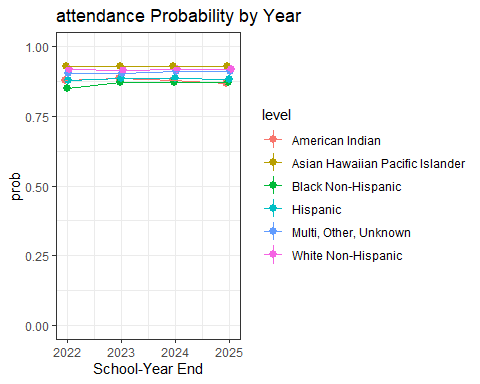 attendance Probability by Year
prob
1.00
0.75
0.50
0.25
0.00
2022 2023 2024 2025
School-Year End
level
American Indian
Asian Hawaiian Pacific Islander
Black Non-Hispanic
Hispanic
Multi, Other, Unknown
White Non-Hispanic